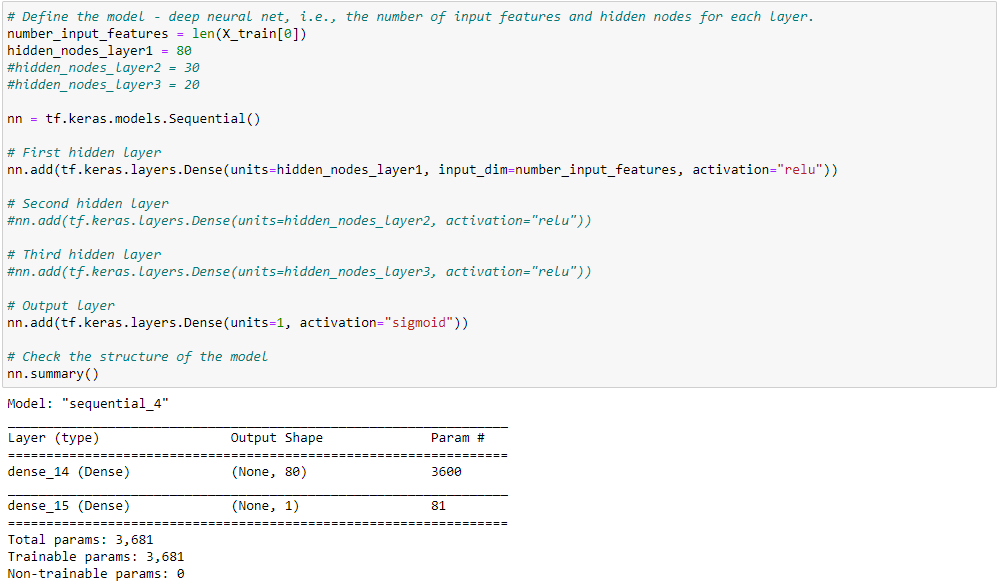 # Define the model - deep neural net, i.e., the number of input features and hidden nodes for each layer.
number_input_features = len(X_train[0])
hidden_nodes_layer1 = 80
#hidden_nodes_layer2 = 30
#hidden_nodes_layer3 = 20
nn = tf.keras.models.Sequential()
# First hidden layer
nn.add(tf.keras.layers.Dense(units=hidden_nodes_layer1, input_dim=number_input_features, activation="relu"))
# Second hidden layer
#nn.add(tf.keras.layers.Dense(units=hidden_nodes_layer2, activation="relu"))
# Third hidden layer
#nn.add(tf.keras.layers.Dense(units=hidden_nodes_layer3, activation="relu"))
# Output layer
nn.add(tf.keras.layers.Dense(units=1, activation="sigmoid"))
# Check the structure of the model
nn.summary()
Model: "sequential_4"
_________________________________________________________________
Layer (type)                 Output Shape              Param #
=================================================================
dense_14 (Dense)             (None, 80)                3600
_________________________________________________________________
dense_15 (Dense)             (None, 1)                 81
=================================================================
Total params: 3,681
Trainable params: 3,681
Non-trainable params: 0